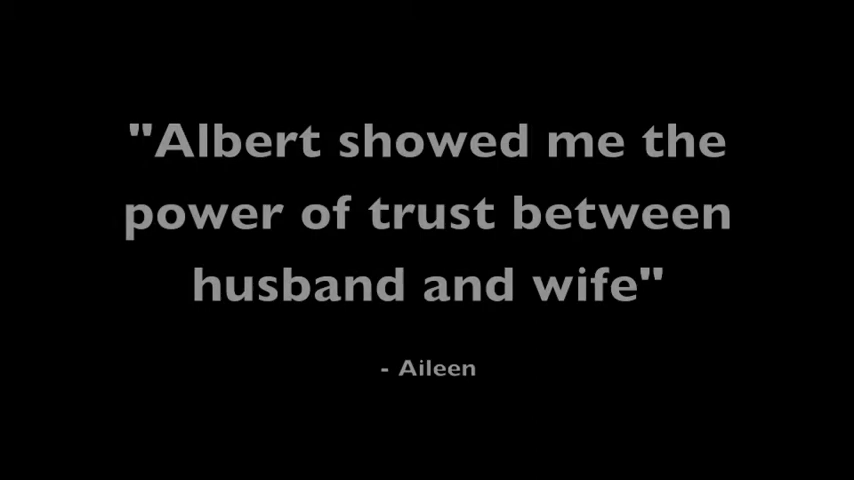 "Albert showed me the
power of trust between
husband and wife"
- Aileen